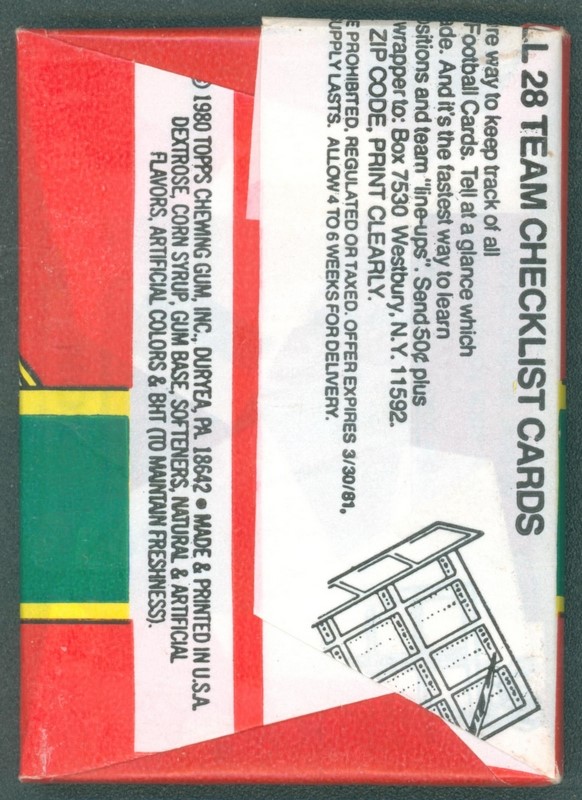 L 28 TEAM CHECKLIST CARDS
re way to keep track of all
Football Cards. Tell at a glance which
ade. And it's the fastest way to learn
ositions and team "line-ups". Send 50¢ plus
wrapper to: Box 7530 Westbury, N.Y. 11592.
ZIP CODE, PRINT CLEARLY.
E PROHIBITED, REGULATED OR TAXED. OFFER EXPIRES 3/30/81,
UPPLY LASTS. ALLOW 4 TO 6 WEEKS FOR DELIVERY.
© 1980 TOPPS CHEWING GUM, INC., DURYEA, PA 18642 • MADE & PRINTED IN U.S.A.
DEXTROSE, CORN SYRUP, GUM BASE, SOFTENERS, NATURAL & ARTIFICIAL
FLAVORS, ARTIFICIAL COLORS & BHT (TO MAINTAIN FRESHNESS).